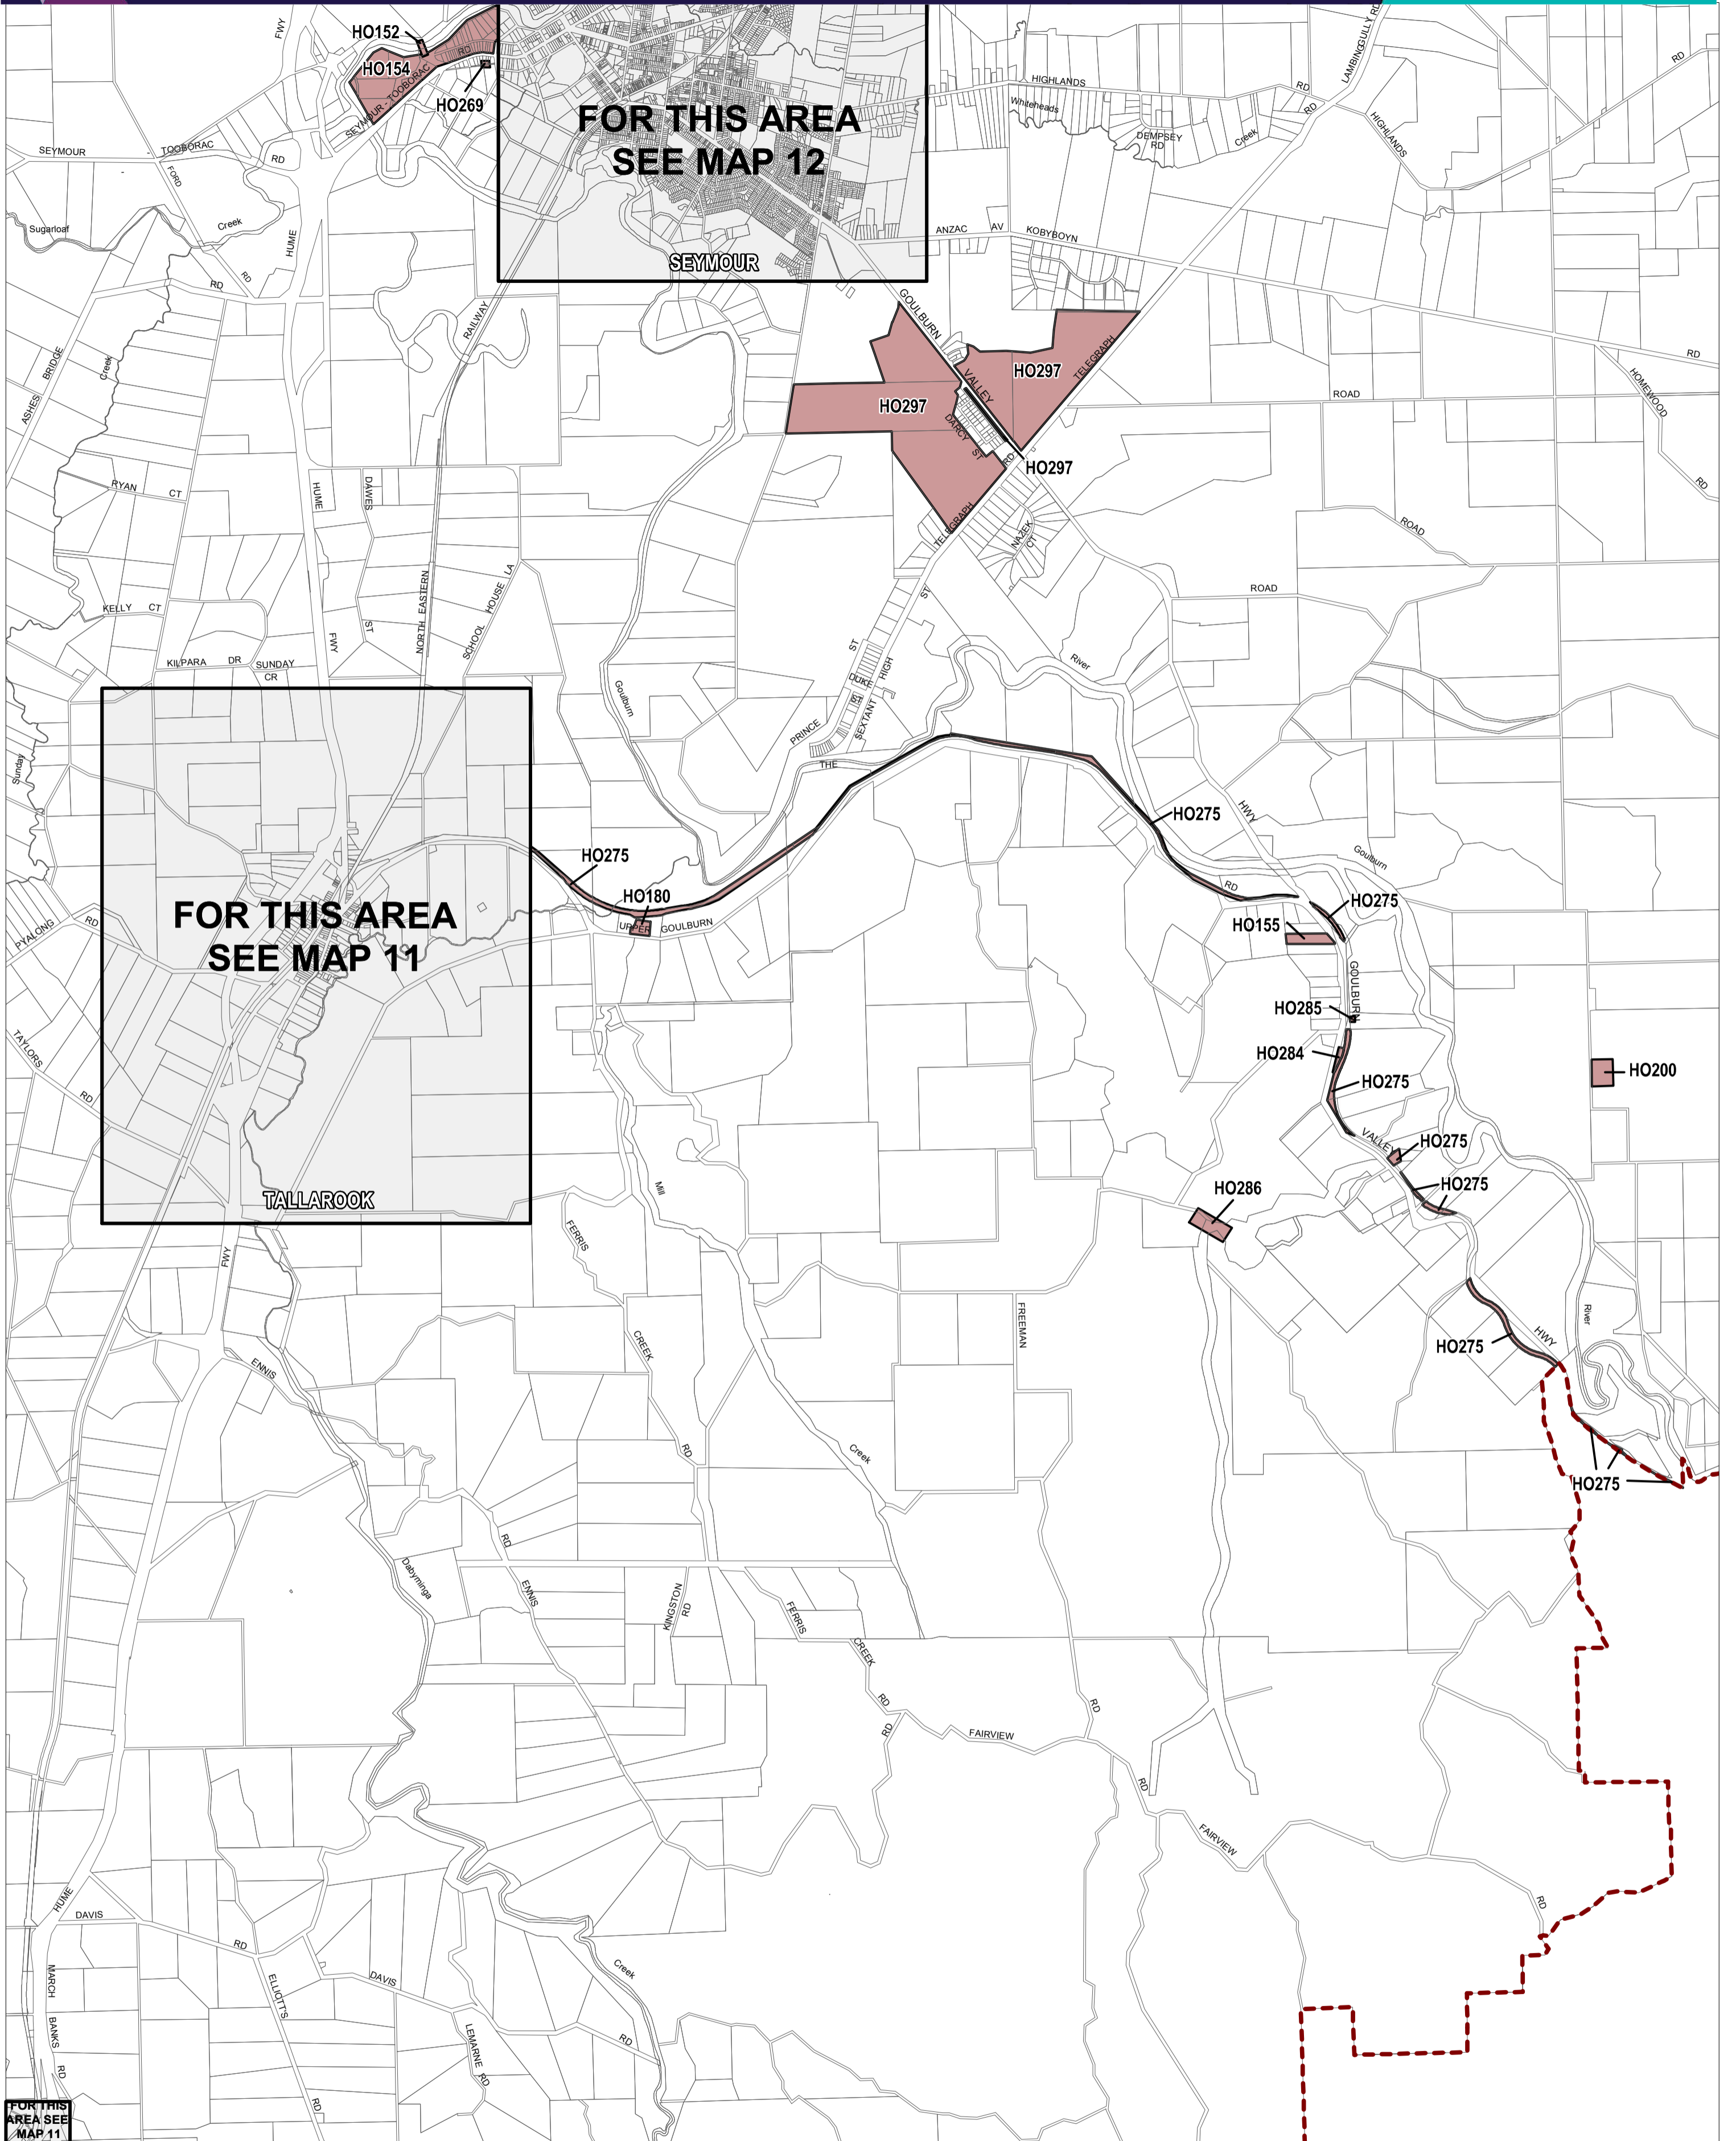 FWY
HO152
RD
HO154
SEYMOUR - TOOBORAC
HO269
FOR THIS AREA
SEE MAP 12
SEYMOUR
LAMBING GULLY RD
RD
HIGHLANDS
RD
RD
Whiteheads
DEMPSEY
RD
Creek
HIGHLANDS
SEYMOUR
TOOBORAC
RD
FORD
RD
Sugarloaf
Creek
HUME
RD
ANZAC
AV
KOBYBOYN
RD
HOMEWOOD
RD
GOULBURN
VALLEY
HO297
TELEGRAPH
HO297
DARCY
ST
RD
HO297
ROAD
TELEGRAPH
NAZEK
CT
ROAD
ROAD
RAILWAY
ASHES
BRIDGE
Creek
RYAN
CT
HUME
DAWES
ST
NORTH EASTERN
SCHOOL
HOUSE
LA
KELLY
CT
FWY
KILPARA
DR
SUNDAY
CR
ST
ST
HIGH
DUKE
ST
SEXTANT
PRINCE
THE
River
Goulburn
Sunday
FOR THIS AREA
SEE MAP 11
TALLAROOK
PYALONG
RD
TAYLORS
RD
HO275
HO180
UPPER
GOULBURN
HO275
HWY
Goulburn
RD
HO275
HO155
GOULBURN
HO285
HO284
HO275
HO200
VALLEY
HO275
HO275
HO286
HO275
HWY
River
HO275
Mill
FERRIS
CREEK
RD
FREEMAN
FWY
ENNIS
Creek
RD
ENNIS
Dabyminga
KINGSTON
RD
FERRIS
CREEK
RD
RD
FAIRVIEW
RD
RD
FAIRVIEW
RD
HUME
DAVIS
RD
DAVIS
ELLIOTT'S
RD
LEMARNE
RD
RD
Creek
MARCH
BANKS
RD
FOR THIS
AREA SEE
MAP 11